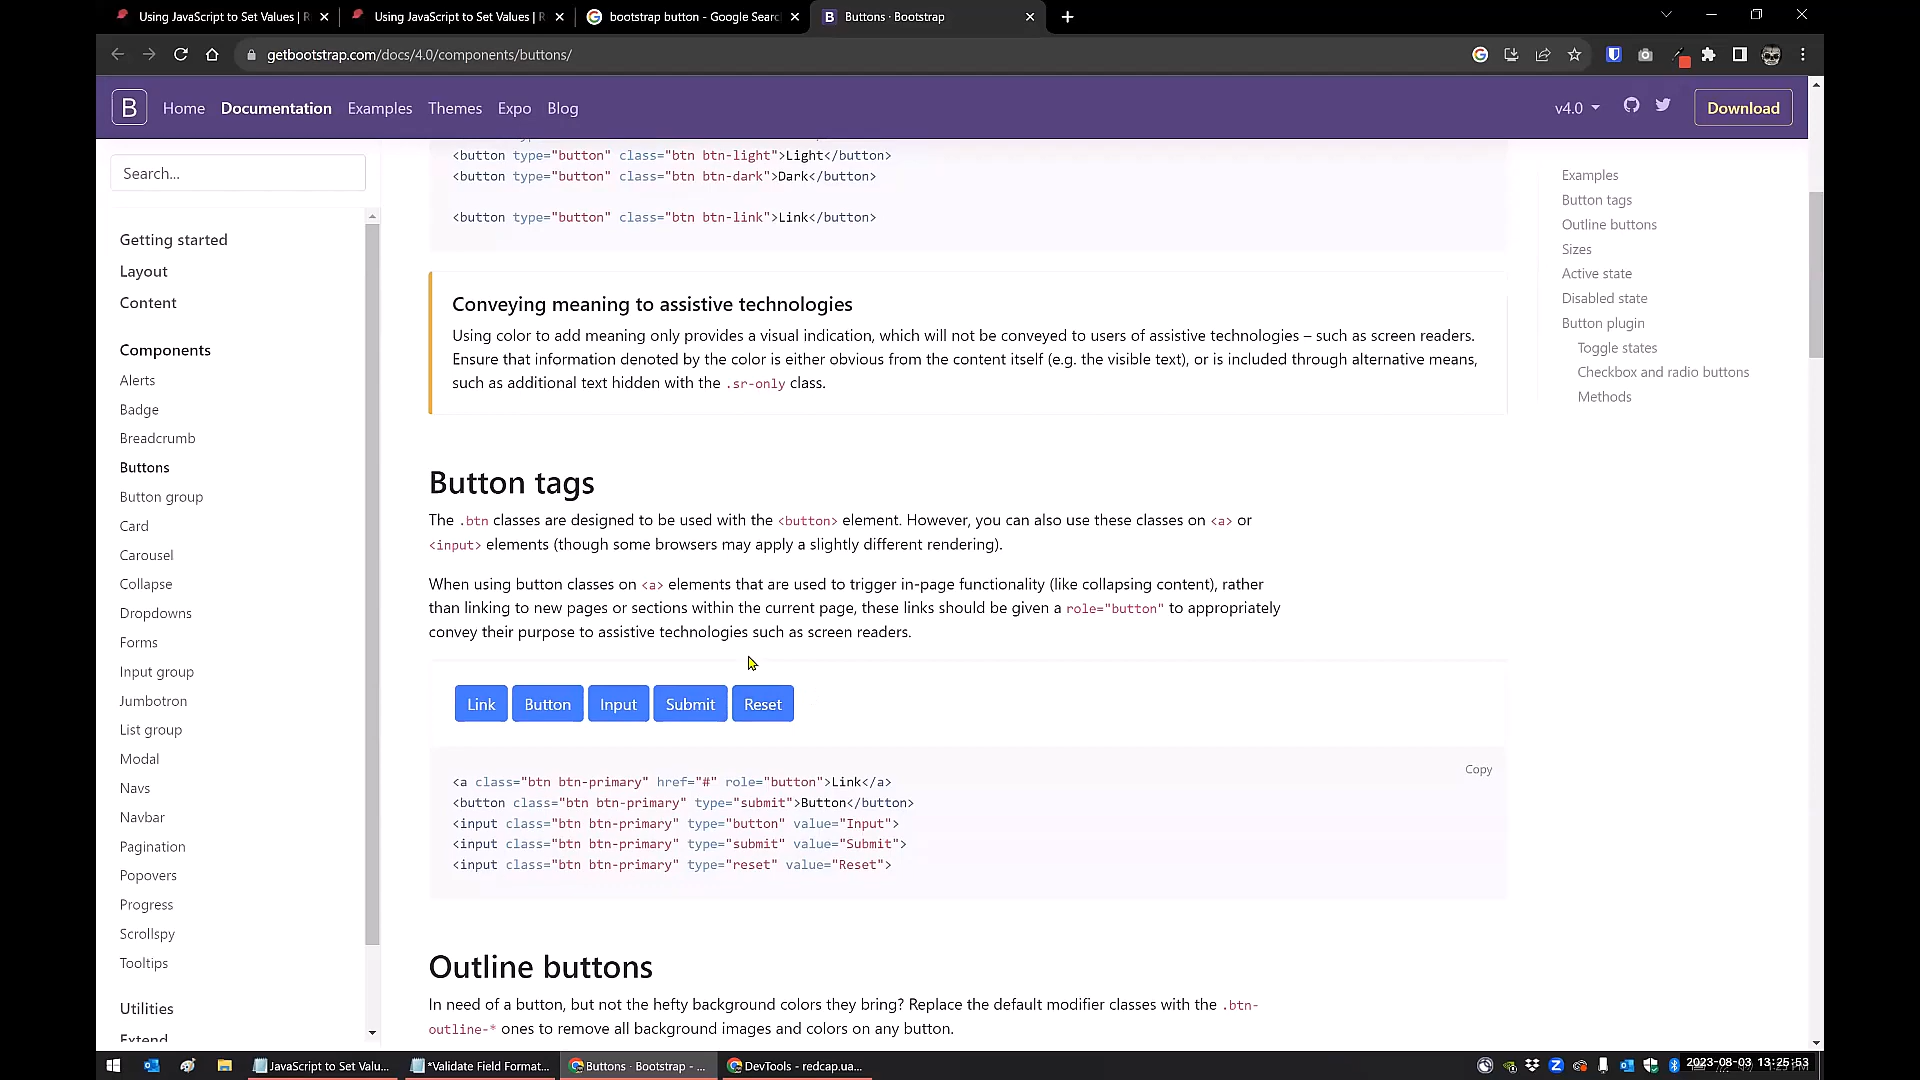 Using JavaScript to Set Values | R
Using JavaScript to Set Values | R
bootstrap button - Google Searc
Buttons · Bootstrap
getbootstrap.com/docs/4.0/components/buttons/
B Home Documentation Examples Themes Expo Blog v4.0 Download
Search...
Getting started
Layout
Content
Components
Alerts
Badge
Breadcrumb
Buttons
Button group
Card
Carousel
Collapse
Dropdowns
Forms
Input group
Jumbotron
List group
Modal
Navs
Navbar
Pagination
Popovers
Progress
Scrollspy
Tooltips
Utilities
Extend
<button type="button" class="btn btn-light">Light</button>
<button type="button" class="btn btn-dark">Dark</button>
<button type="button" class="btn btn-link">Link</button>
Conveying meaning to assistive technologies
Using color to add meaning only provides a visual indication, which will not be conveyed to users of assistive technologies – such as screen readers.
Ensure that information denoted by the color is either obvious from the content itself (e.g. the visible text), or is included through alternative means,
such as additional text hidden with the .sr-only class.
Button tags
The .btn classes are designed to be used with the <button> element. However, you can also use these classes on <a> or
<input> elements (though some browsers may apply a slightly different rendering).
When using button classes on <a> elements that are used to trigger in-page functionality (like collapsing content), rather
than linking to new pages or sections within the current page, these links should be given a role="button" to appropriately
convey their purpose to assistive technologies such as screen readers.
Link Button Input Submit Reset
Copy
<a class="btn btn-primary" href="#" role="button">Link</a>
<button class="btn btn-primary" type="submit">Button</button>
<input class="btn btn-primary" type="button" value="Input">
<input class="btn btn-primary" type="submit" value="Submit">
<input class="btn btn-primary" type="reset" value="Reset">
Outline buttons
In need of a button, but not the hefty background colors they bring? Replace the default modifier classes with the .btn-
outline-* ones to remove all background images and colors on any button.
Examples
Button tags
Outline buttons
Sizes
Active state
Disabled state
Button plugin
Toggle states
Checkbox and radio buttons
Methods
JavaScript to Set Valu...
*Validate Field Format...
Buttons · Bootstrap - ...
DevTools - redcap.ua...
2023-08-03 13:25:53